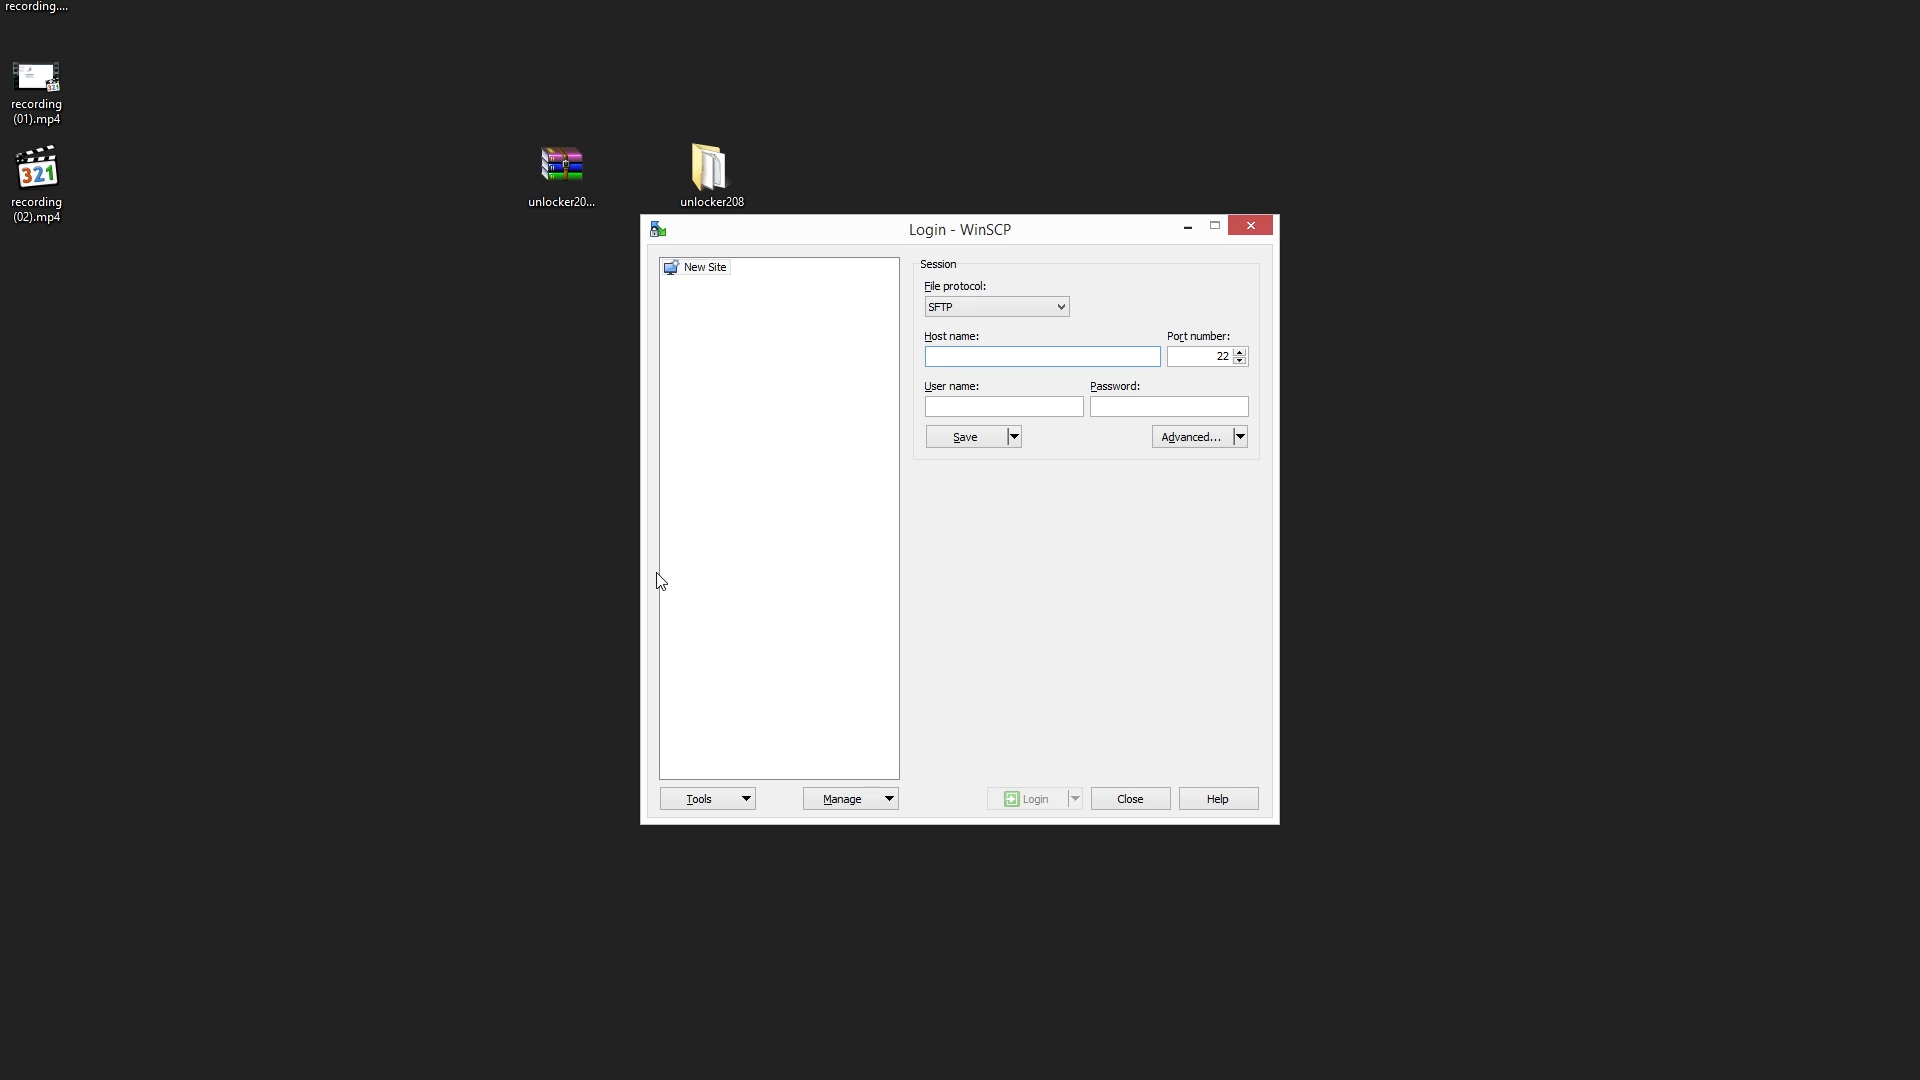 recording....
recording
(01).mp4
321
recording
(02).mp4
unlocker20...
unlocker208
Login - WinSCP
New Site
Session
File protocol:
SFTP
Host name:
Port number:
22
User name:
Password:
Save
Advanced...
Tools
Manage
Login
Close
Help